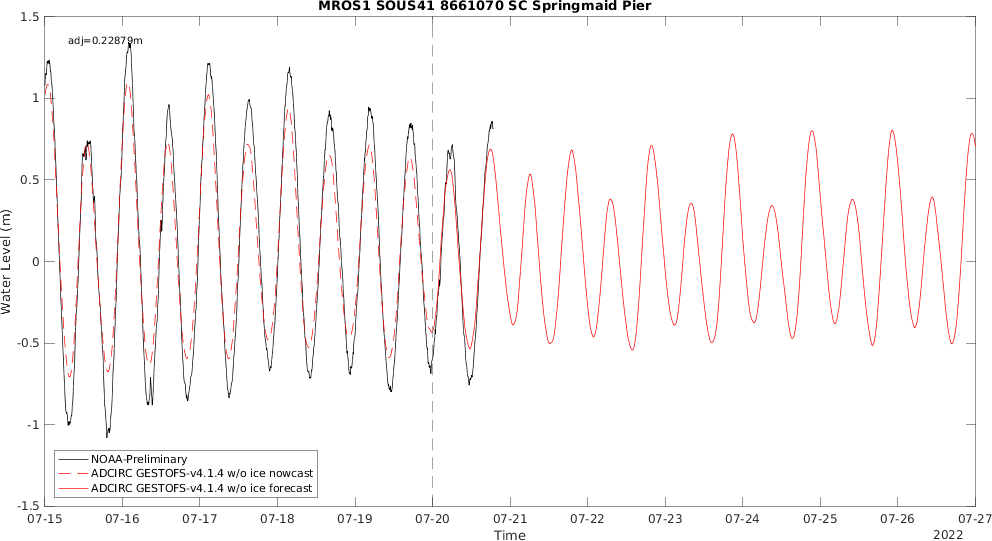 MROS1 SOUS41 8661070 SC Springmaid Pier
1.5
adj=0.22879m
1
0.5
0
-0.5
-1
-1.5
Water Level (m)
NOAA-Preliminary
ADCIRC GESTOFS-v4.1.4 w/o ice nowcast
ADCIRC GESTOFS-v4.1.4 w/o ice forecast
07-15 07-16 07-17 07-18 07-19 07-20 07-21 07-22 07-23 07-24 07-25 07-26 07-27
Time
2022